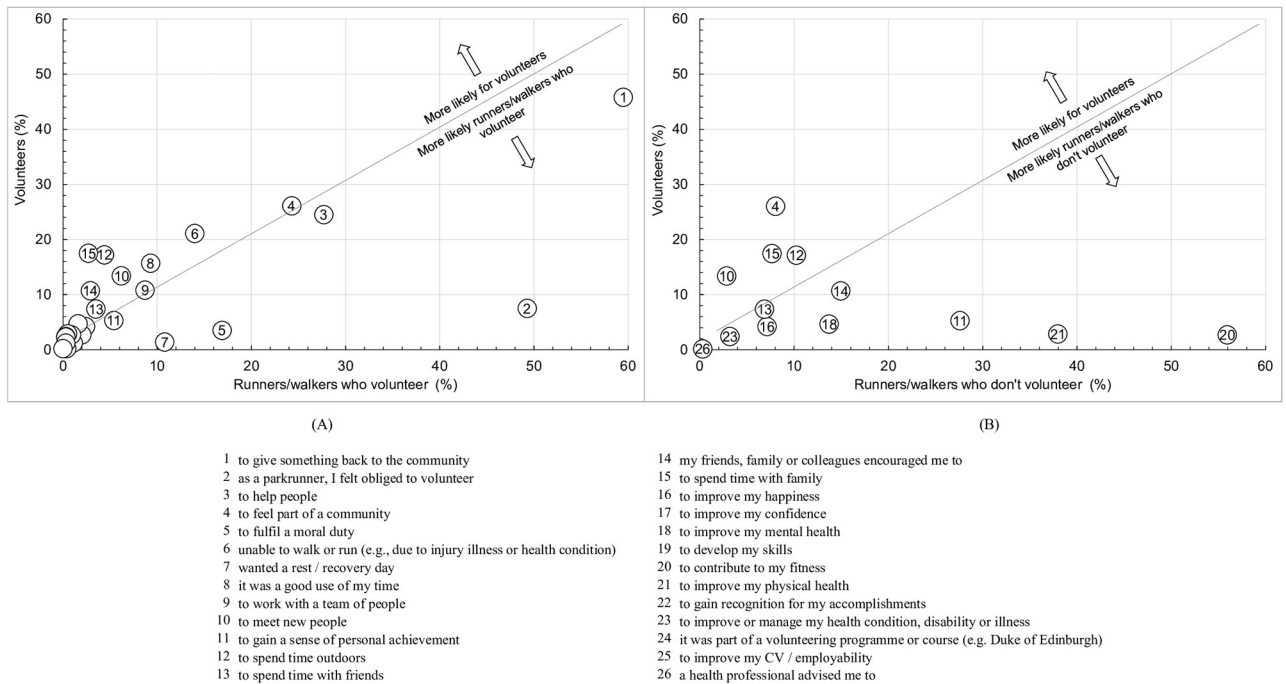 60
50
40
30
20
10
0
Volunteers (%)
More likely for volunteers
More likely runners/walkers who
volunteer
1
4
3
6
15
12
8
10
14
9
13
11
2
5
7
0
10
20
30
40
50
60
Runners/walkers who volunteer (%)
(A)
60
50
40
30
20
10
0
Volunteers (%)
More likely for volunteers
More likely runners/walkers who
don't volunteer
4
15
12
10
14
13
16
18
11
23
21
20
26
0
10
20
30
40
50
60
Runners/walkers who don't volunteer (%)
(B)
1 to give something back to the community
2 as a parkrunner, I felt obliged to volunteer
3 to help people
4 to feel part of a community
5 to fulfil a moral duty
6 unable to walk or run (e.g., due to injury illness or health condition)
7 wanted a rest / recovery day
8 it was a good use of my time
9 to work with a team of people
10 to meet new people
11 to gain a sense of personal achievement
12 to spend time outdoors
13 to spend time with friends
14 my friends, family or colleagues encouraged me to
15 to spend time with family
16 to improve my happiness
17 to improve my confidence
18 to improve my mental health
19 to develop my skills
20 to contribute to my fitness
21 to improve my physical health
22 to gain recognition for my accomplishments
23 to improve or manage my health condition, disability or illness
24 it was part of a volunteering programme or course (e.g. Duke of Edinburgh)
25 to improve my CV / employability
26 a health professional advised me to